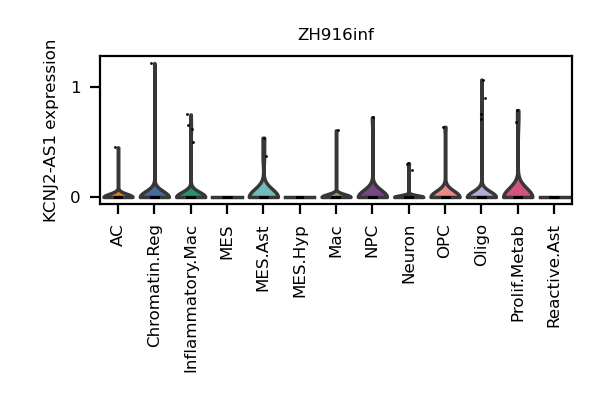 ZH916inf
KCNJ2-AS1 expression
1
0
AC
Chromatin.Reg
Inflammatory.Mac
MES
MES.Ast
MES.Hyp
Mac
NPC
Neuron
OPC
Oligo
Prolif.Metab
Reactive.Ast